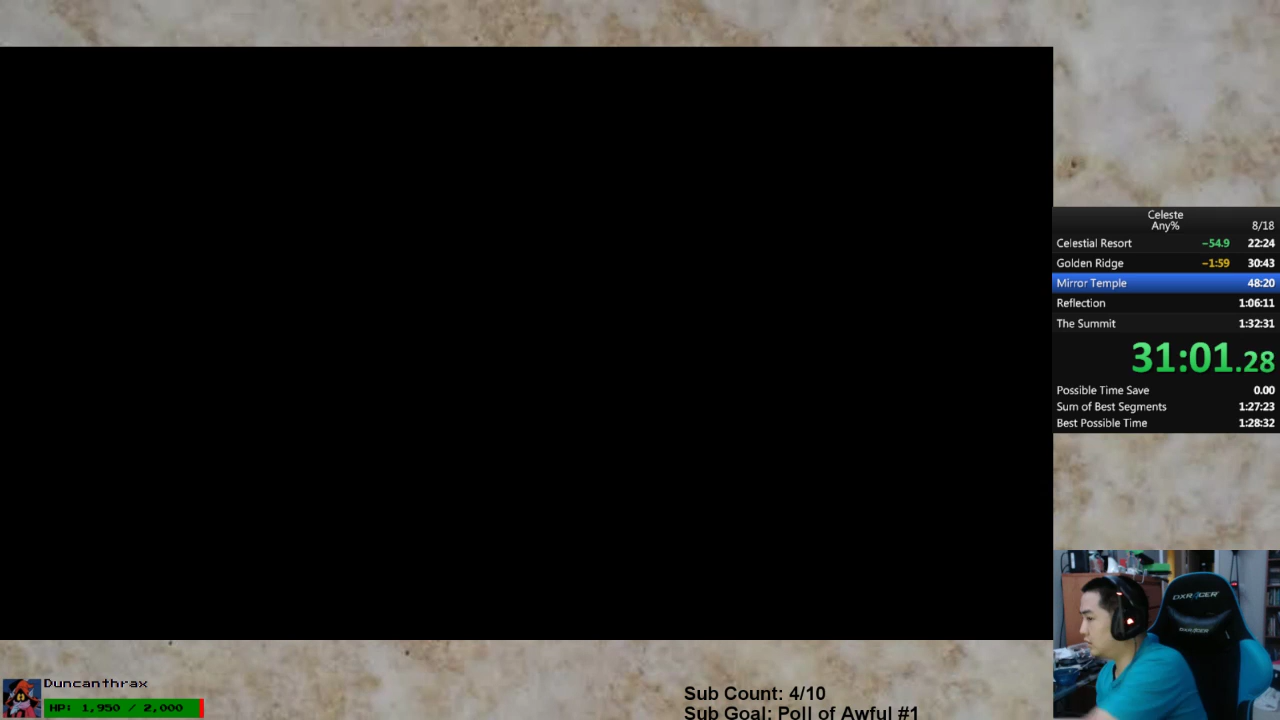 Celeste
Any% 8/18
Celestial Resort −54.9 22:24
Golden Ridge −1:59 30:43
Mirror Temple 48:20
Reflection 1:06:11
The Summit 1:32:31
31:01.28
Possible Time Save 0.00
Sum of Best Segments 1:27:23
Best Possible Time 1:28:32
DXRACER
DXRACER
Duncanthrax
HP: 1,950 / 2,000
Sub Count: 4/10
Sub Goal: Poll of Awful #1